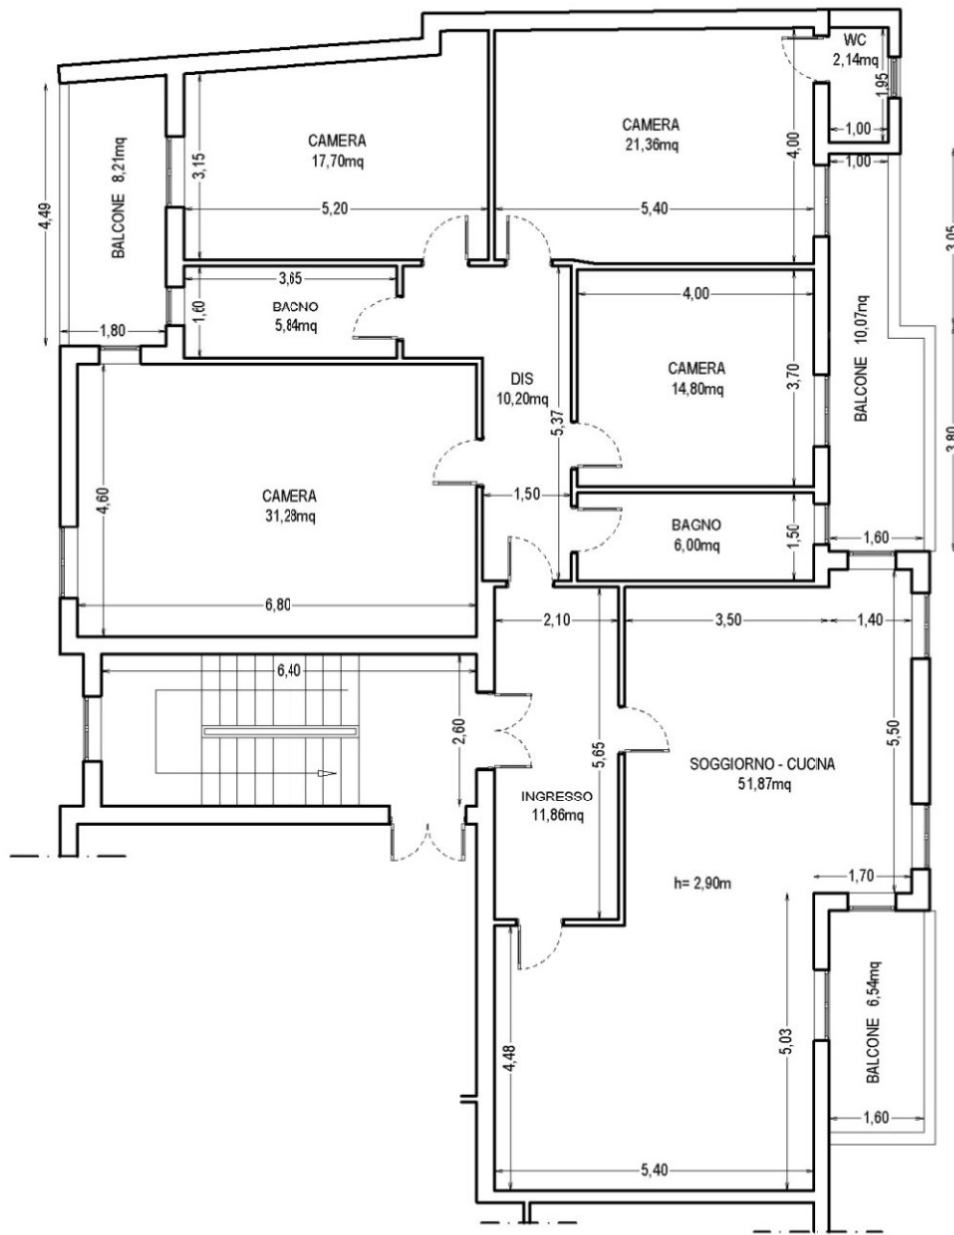 WC
2,14mq
1,95
1,00
1,00
CAMERA
17,70mq
3,15
5,20
CAMERA
21,36mq
4,00
5,40
BALCONE 8,21mq
4,49
1,80
3,65
BAGNO
5,84mq
1,60
4,00
CAMERA
14,80mq
3,70
BALCONE 10,07mq
3,05
3,80
DIS
10,20mq
5,37
1,50
CAMERA
31,28mq
4,60
6,80
BAGNO
6,00mq
1,50
1,60
2,10
3,50
1,40
6,40
2,60
5,65
5,50
SOGGIORNO - CUCINA
51,87mq
INGRESSO
11,86mq
h= 2,90m
1,70
4,48
5,03
BALCONE 6,54mq
1,60
5,40